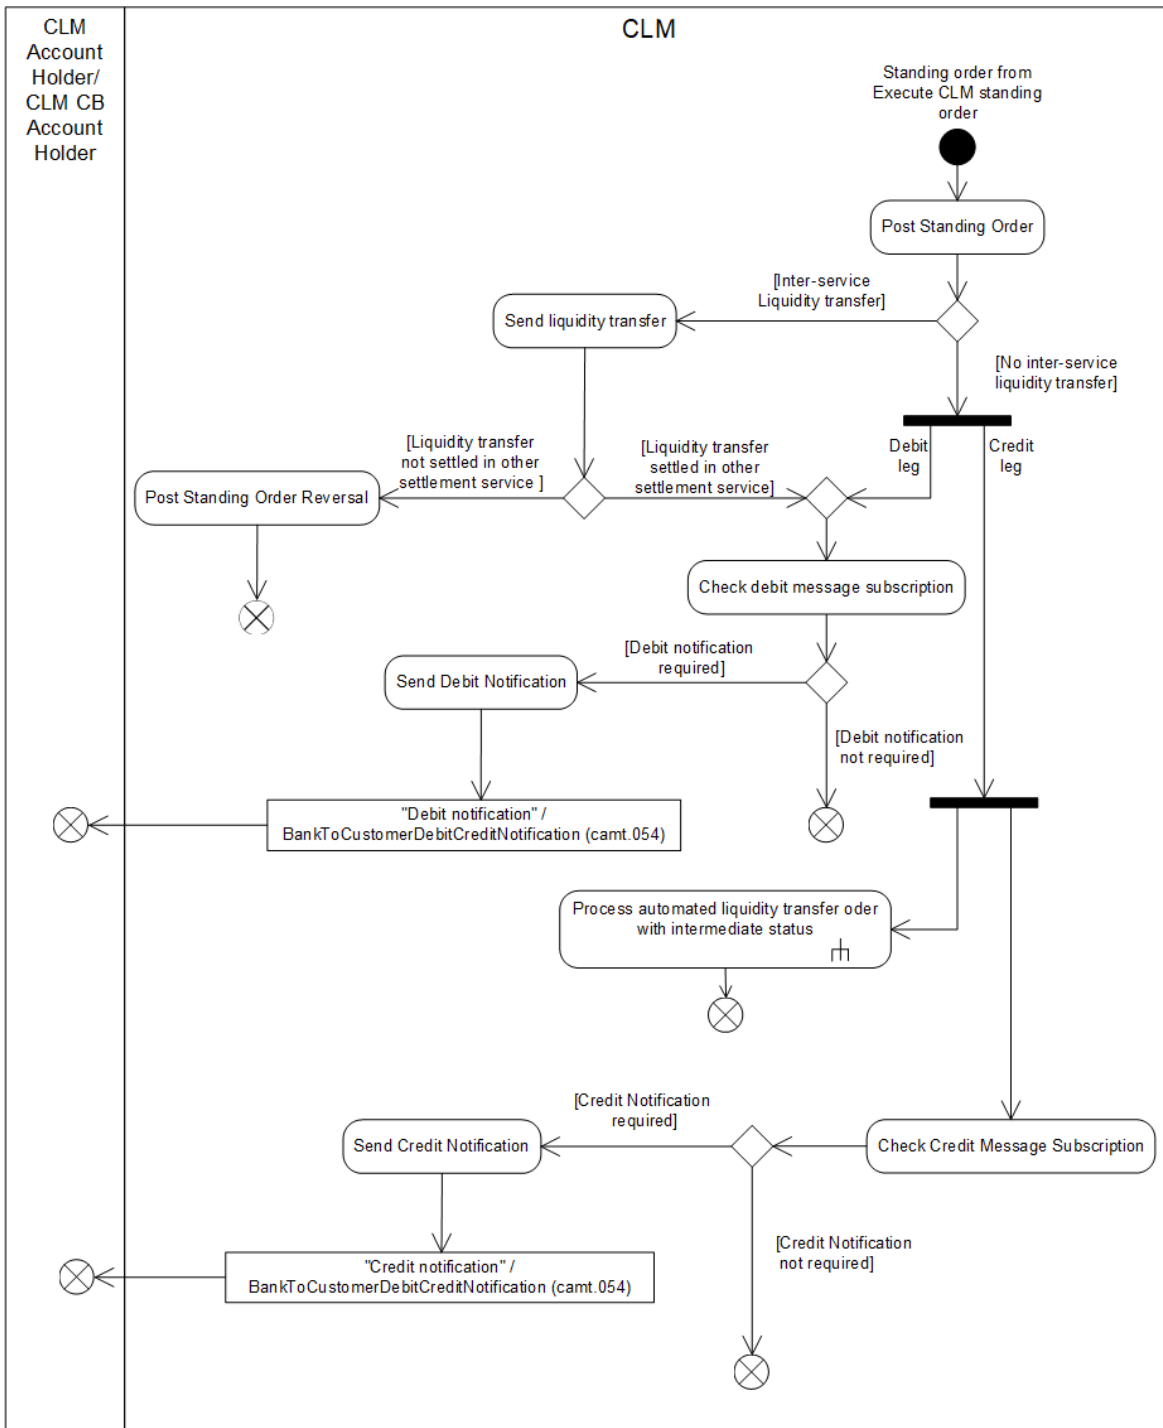 CLM
Account
Holder/
CLM CB
Account
Holder
CLM
Standing order from
Execute CLM standing
order
Post Standing Order
[Inter-service
Liquidity transfer]
Send liquidity transfer
[No inter-service
liquidity transfer]
[Liquidity transfer
not settled in other
settlement service ]
[Liquidity transfer
settled in other
settlement service]
Debit
leg
Credit
leg
Post Standing Order Reversal
Check debit message subscription
[Debit notification
required]
Send Debit Notification
[Debit notification
not required]
"Debit notification" /
BankToCustomerDebitCreditNotification (camt.054)
Process automated liquidity transfer oder
with intermediate status
[Credit Notification
required]
Send Credit Notification
Check Credit Message Subscription
[Credit Notification
not required]
"Credit notification" /
BankToCustomerDebitCreditNotification (camt.054)